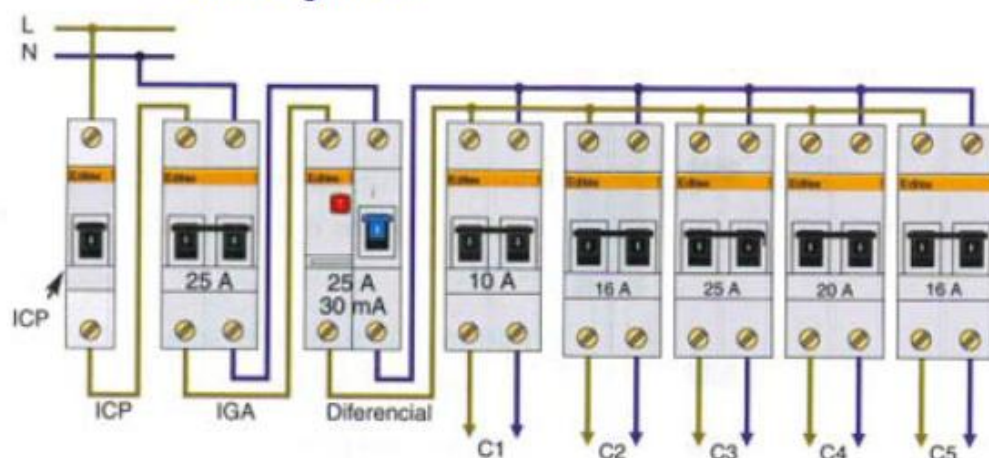 L
N
25 A
25 A
30 mA
10 A
16 A
25 A
20 A
16 A
ICP
ICP
IGA
Diferencial
C1
C2
C3
C4
C5